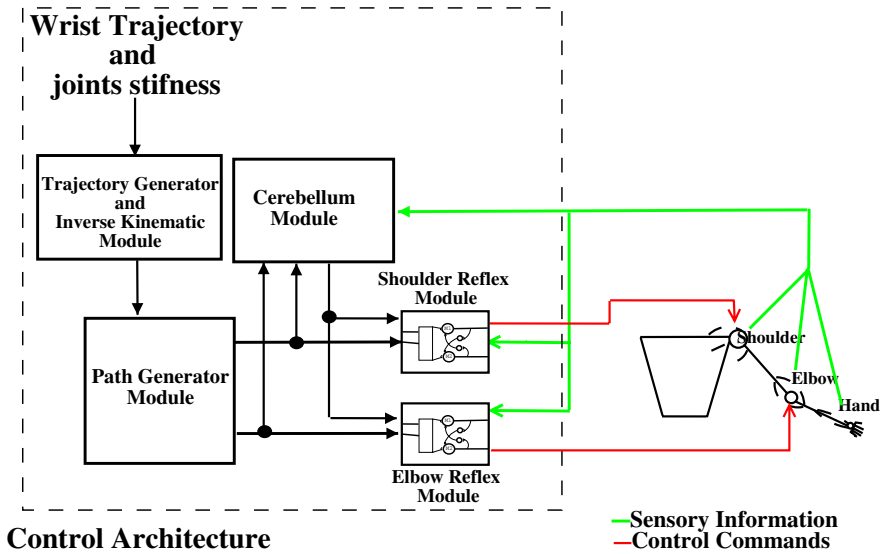 Wrist Trajectory
and
joints stifness
Trajectory Generator
and
Inverse Kinematic
Module
Cerebellum
Module
Shoulder Reflex
Module
Path Generator
Module
Elbow Reflex
Module
Shoulder
Elbow
Hand
Control Architecture
Sensory Information
Control Commands